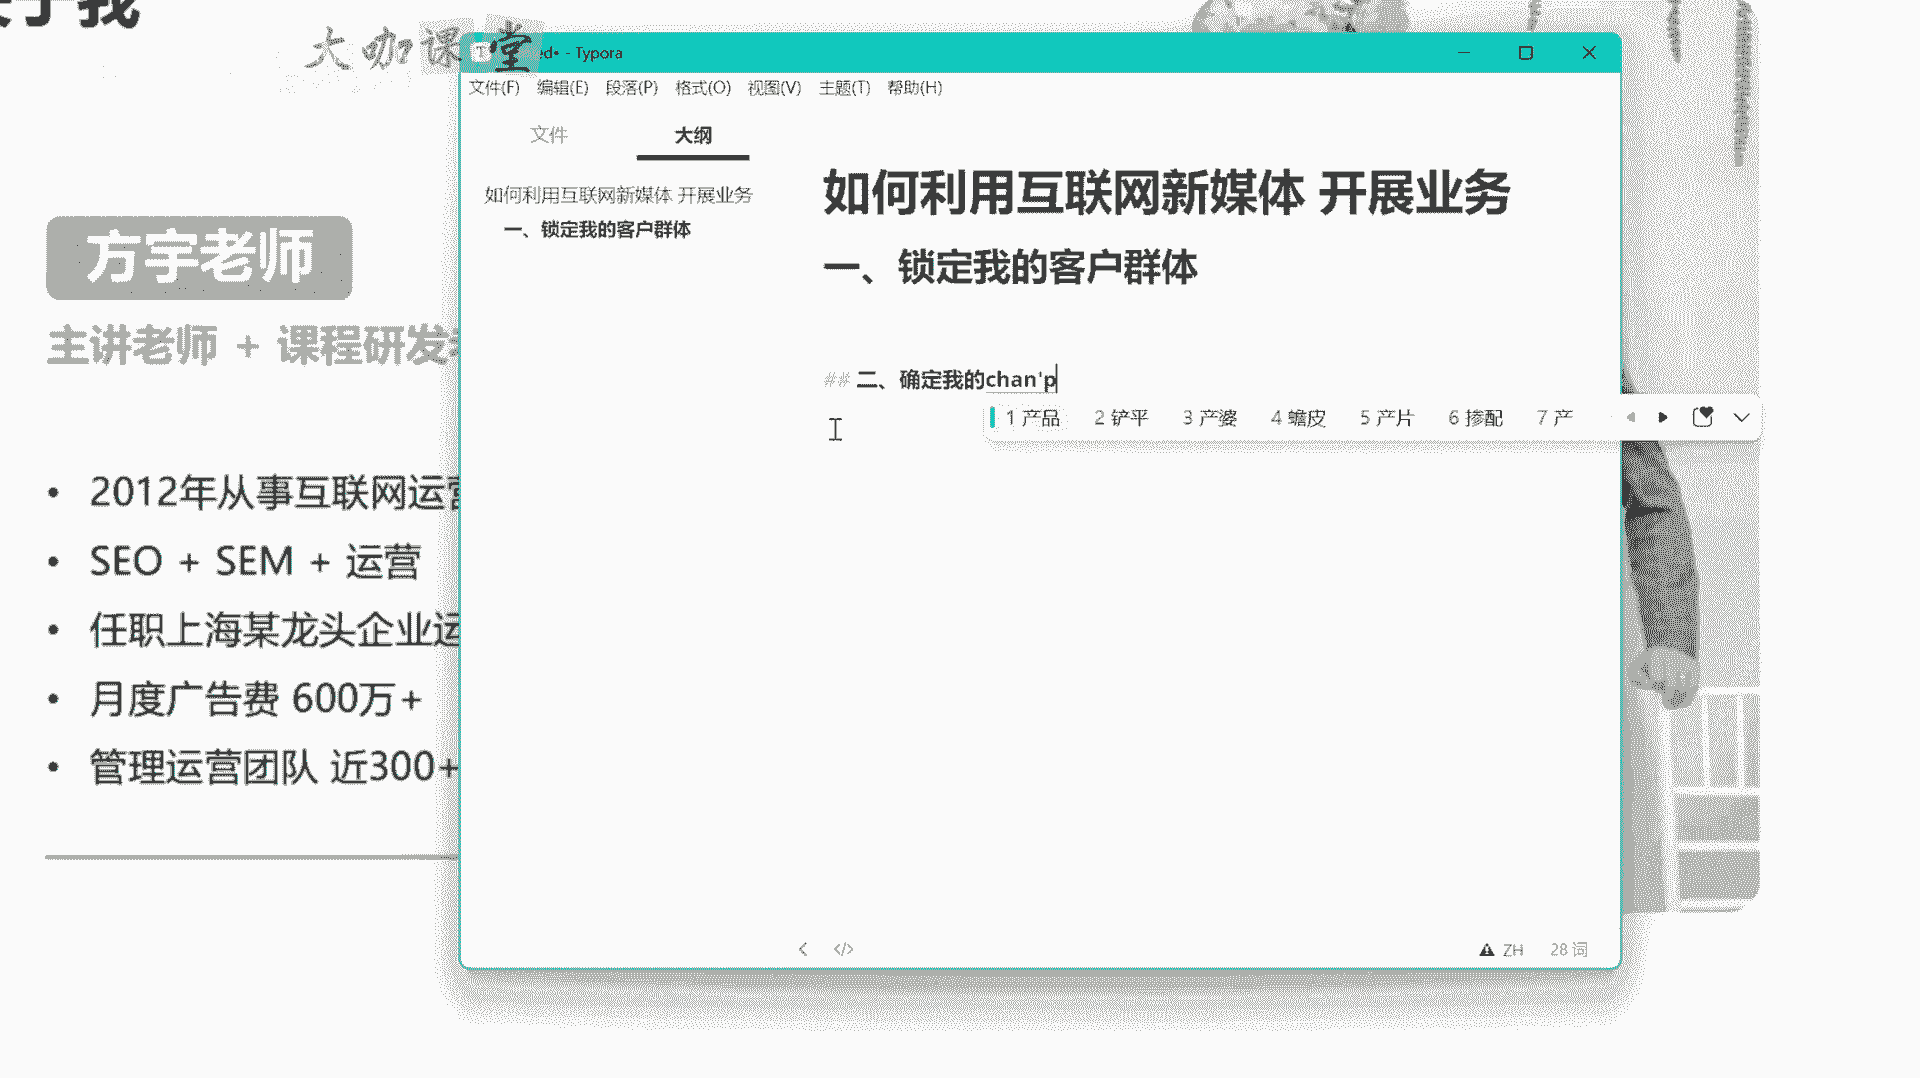 大咖课堂
ed• - Typora
文件(F) 编辑(E) 段落(P) 格式(O) 视图(V) 主题(T) 帮助(H)
文件 大纲
如何利用互联网新媒体 开展业务
一、锁定我的客户群体
如何利用互联网新媒体 开展业务
一、锁定我的客户群体
## 二、确定我的chan'p
1 产品 2 铲平 3 产婆 4 蟾皮 5 产片 6 掺配 7 产
方宇老师
主讲老师 + 课程研发
• 2012年从事互联网运营
• SEO + SEM + 运营
• 任职上海某龙头企业运
• 月度广告费 600万+
• 管理运营团队 近300+
ZH 28 词